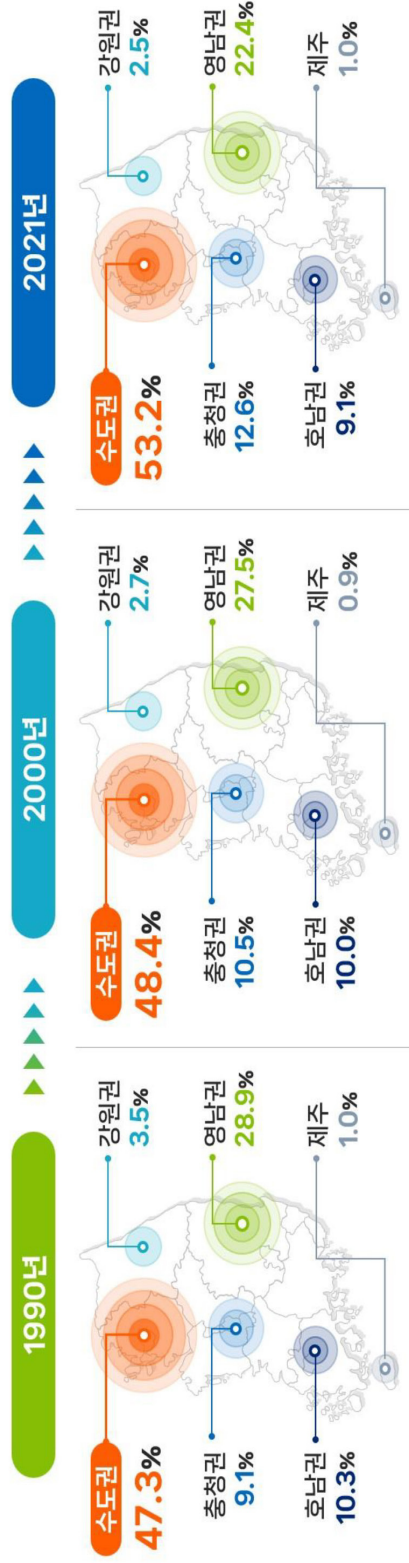 1990년
수도권
47.3%
강원권
3.5%
충청권
9.1%
영남권
28.9%
호남권
10.3%
제주
1.0%
2000년
수도권
48.4%
강원권
2.7%
충청권
10.5%
영남권
27.5%
호남권
10.0%
제주
0.9%
2021년
수도권
53.2%
강원권
2.5%
충청권
12.6%
영남권
22.4%
호남권
9.1%
제주
1.0%